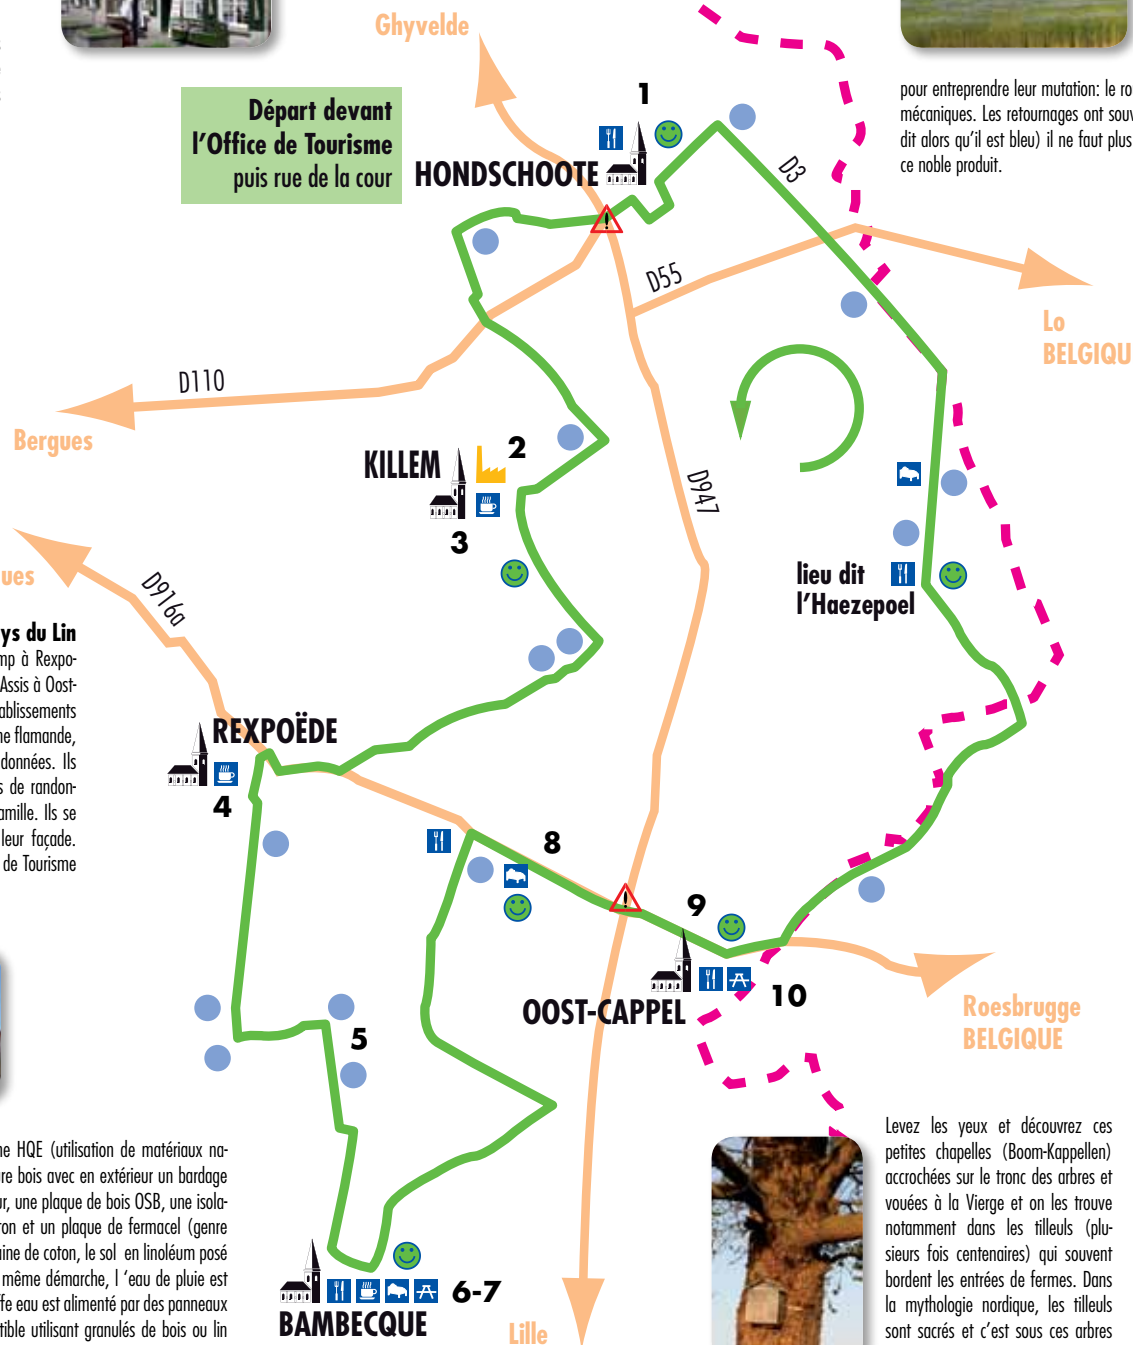 Ghyvelde
Départ devant
l'Office de Tourisme
puis rue de la cour
1
HONDSCHOOTE
D3
D55
Lo
BELGIQU
D110
Bergues
KILLEM
2
3
D947
lieu dit
l'Haezepoel
ues
D916a
REXPOËDE
4
8
9
10
OOST-CAPPEL
Roesbrugge
BELGIQUE
5
6-7
BAMBECQUE
Lille
pour entreprendre leur mutation: le ro
mécaniques. Les retournages ont souv
dit alors qu'il est bleu) il ne faut plus
ce noble produit.
ys du Lin
mp à Rexpo-
Assis à Oost-
ablissements
ne flamande,
données. Ils
s de randon-
amille. Ils se
leur façade.
de Tourisme
ne HQE (utilisation de matériaux na-
re bois avec en extérieur un bardage
ur, une plaque de bois OSB, une isola-
ton et un plaque de fermacel (genre
aine de coton, le sol en linoléum posé
même démarche, l 'eau de pluie est
ffe eau est alimenté par des panneaux
tible utilisant granulés de bois ou lin
Levez les yeux et découvrez ces
petites chapelles (Boom-Kappellen)
accrochées sur le tronc des arbres et
vouées à la Vierge et on les trouve
notamment dans les tilleuls (plu-
sieurs fois centenaires) qui souvent
bordent les entrées de fermes. Dans
la mythologie nordique, les tilleuls
sont sacrés et c'est sous ces arbres